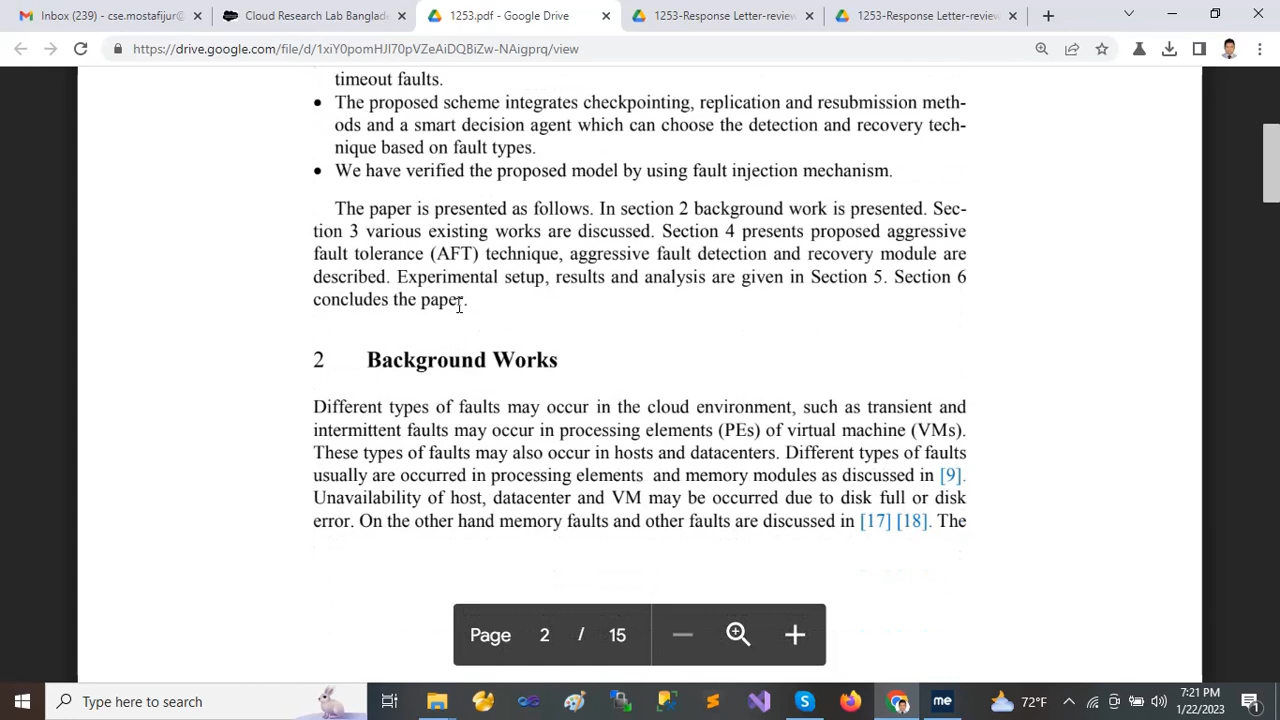 Inbox (239) - ce.mostafijur@gma
Cloud Research Lab Banglad
1253.pdf - Google Drive
1253-Response Letter-review
1253-Response Letter-review
https://drive.google.com/file/d/1xiY0pomHJI70pVZeAiDQBiZw-NAigprq/view
timeout faults.
• The proposed scheme integrates checkpointing, replication and resubmission meth-
ods and a smart decision agent which can choose the detection and recovery tech-
nique based on fault types.
• We have verified the proposed model by using fault injection mechanism.
The paper is presented as follows. In section 2 background work is presented. Sec-
tion 3 various existing works are discussed. Section 4 presents proposed aggressive
fault tolerance (AFT) technique, aggressive fault detection and recovery module are
described. Experimental setup, results and analysis are given in Section 5. Section 6
concludes the paper.
2 Background Works
Different types of faults may occur in the cloud environment, such as transient and
intermittent faults may occur in processing elements (PEs) of virtual machine (VMs).
These types of faults may also occur in hosts and datacenters. Different types of faults
usually are occurred in processing elements and memory modules as discussed in [9].
Unavailability of host, datacenter and VM may be occurred due to disk full or disk
error. On the other hand memory faults and other faults are discussed in [17] [18]. The
Page 2 / 15
Type here to search
me
72°F
7:21 PM
1/22/2023
1